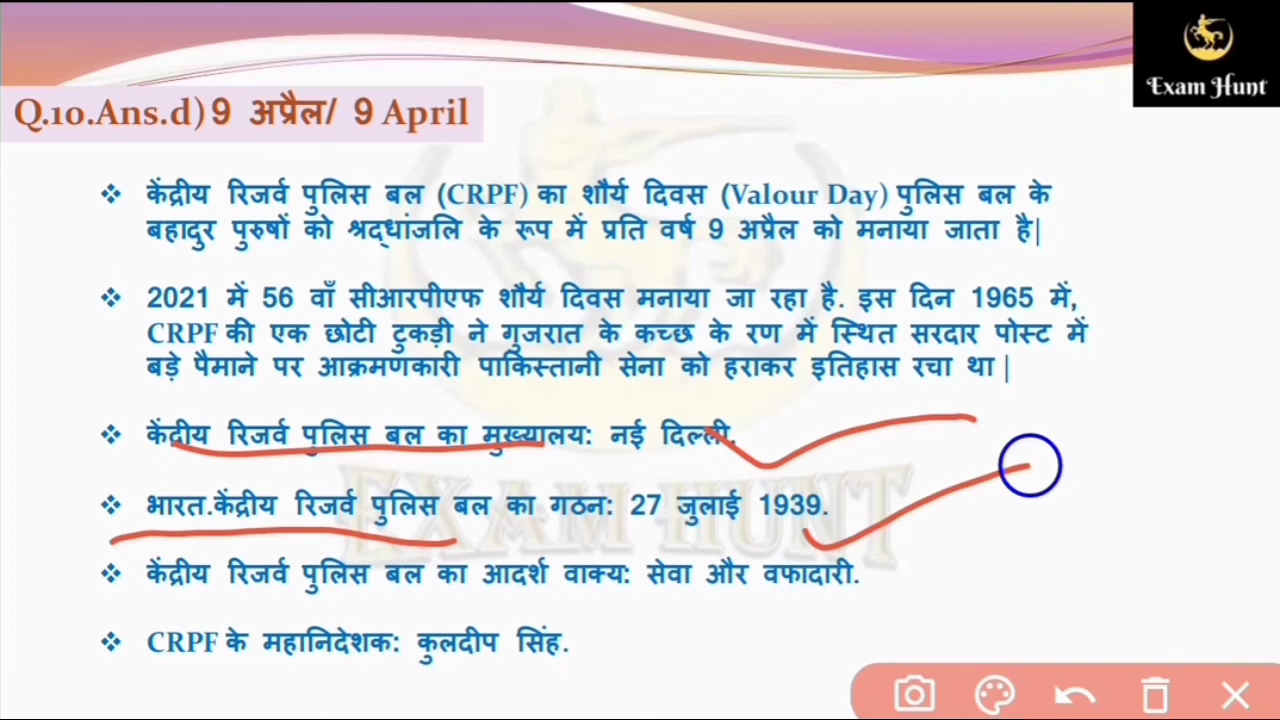 Exam Hunt
Q.10.Ans.d) 9 अप्रैल/ 9 April
❖ केंद्रीय रिजर्व पुलिस बल (CRPF) का शौर्य दिवस (Valour Day) पुलिस बल के
बहादुर पुरुषों को श्रद्धांजलि के रूप में प्रति वर्ष 9 अप्रैल को मनाया जाता है|
❖ 2021 में 56 वाँ सीआरपीएफ शौर्य दिवस मनाया जा रहा है. इस दिन 1965 में,
CRPF की एक छोटी टुकड़ी ने गुजरात के कच्छ के रण में स्थित सरदार पोस्ट में
बड़े पैमाने पर आक्रमणकारी पाकिस्तानी सेना को हराकर इतिहास रचा था |
❖ केंद्रीय रिजर्व पुलिस बल का मुख्यालय: नई दिल्ली.
❖ भारत.केंद्रीय रिजर्व पुलिस बल का गठन: 27 जुलाई 1939.
❖ केंद्रीय रिजर्व पुलिस बल का आदर्श वाक्य: सेवा और वफादारी.
❖ CRPF के महानिदेशक: कुलदीप सिंह.
EXAM HUNT